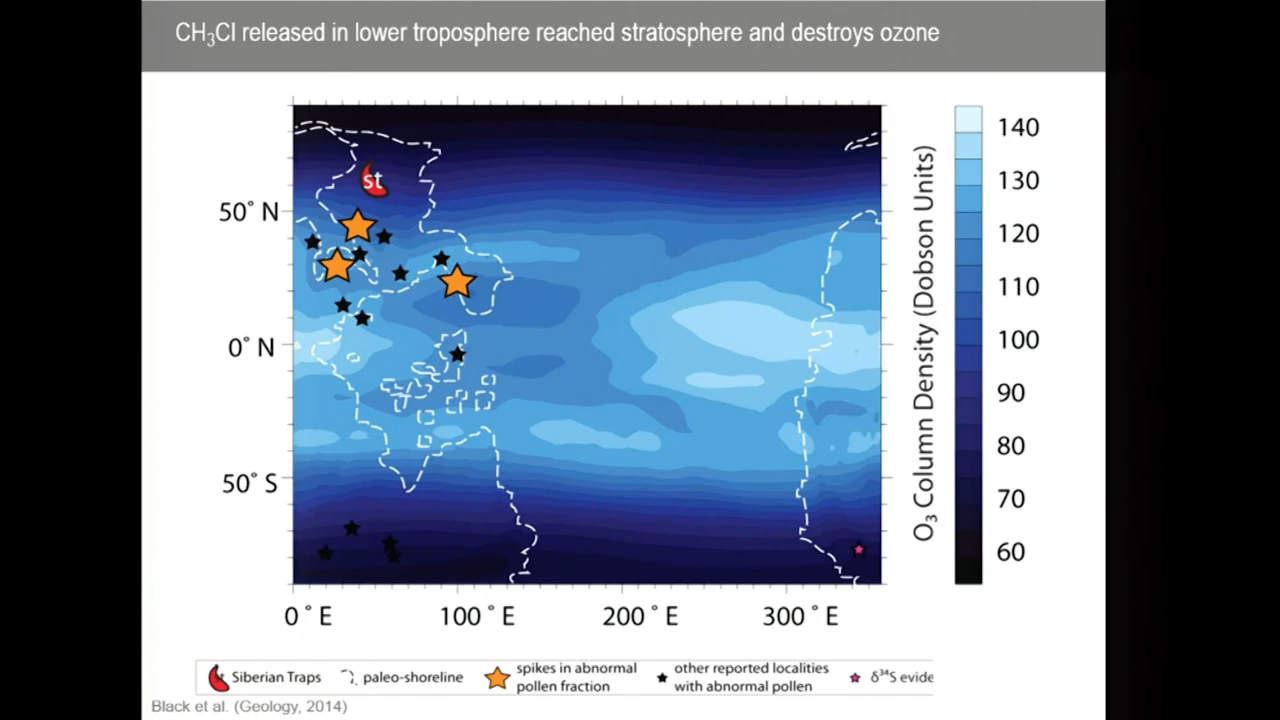 CH₃Cl released in lower troposphere reached stratosphere and destroys ozone
st
50° N
0° N
50° S
0° E
100° E
200° E
300° E
140
130
120
110
100
90
80
70
60
O₃ Column Density (Dobson Units)
Siberian Traps
paleo-shoreline
spikes in abnormal
pollen fraction
other reported localities
with abnormal pollen
δ³⁴S evide
Black et al. (Geology, 2014)